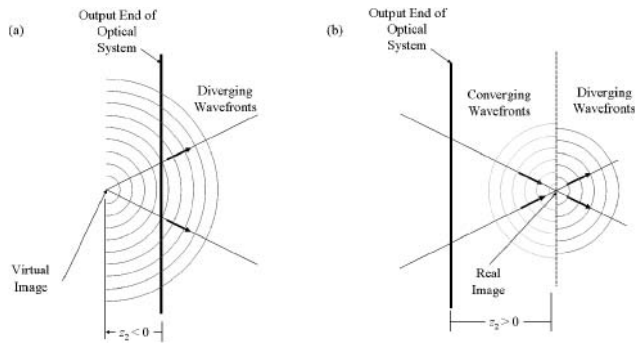 (a)
Output End of
Optical
System
Diverging
Wavefronts
Virtual
Image
z₂ < 0
(b)
Output End of
Optical
System
Converging
Wavefronts
Diverging
Wavefronts
Real
Image
z₂ > 0